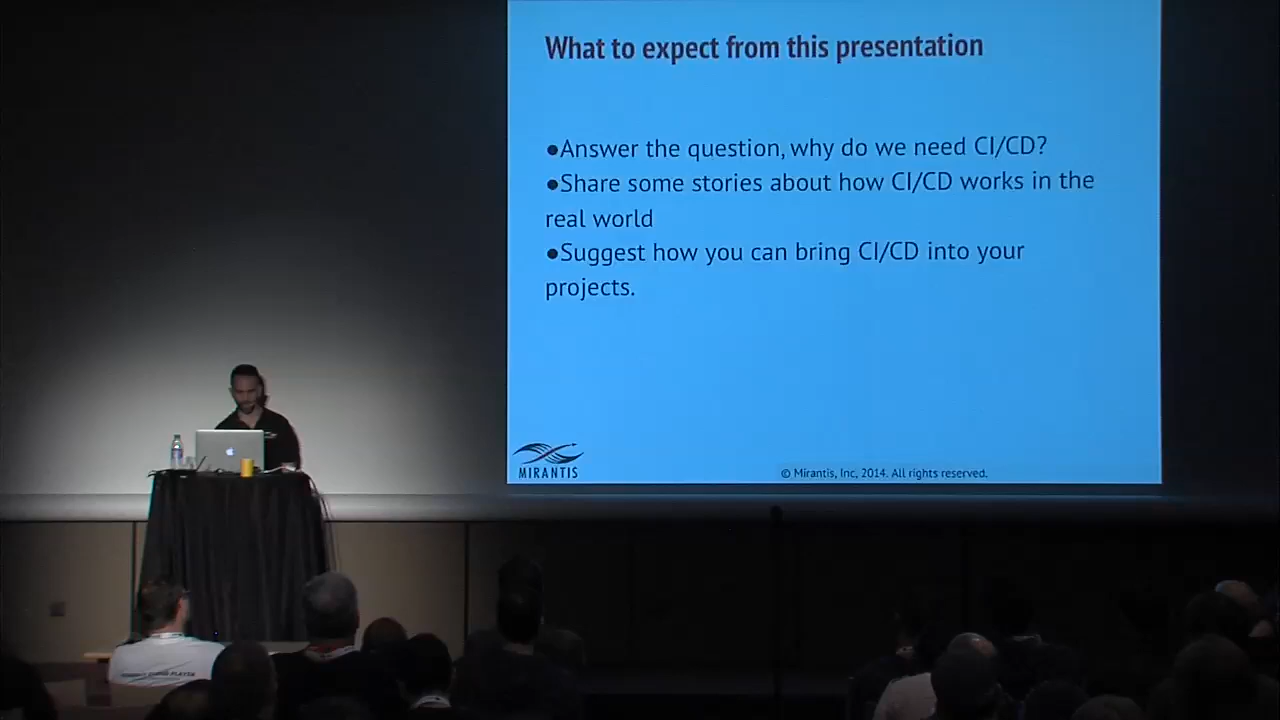 What to expect from this presentation
●Answer the question, why do we need CI/CD?
●Share some stories about how CI/CD works in the
real world
●Suggest how you can bring CI/CD into your
projects.
MIRANTIS
© Mirantis, Inc, 2014. All rights reserved.